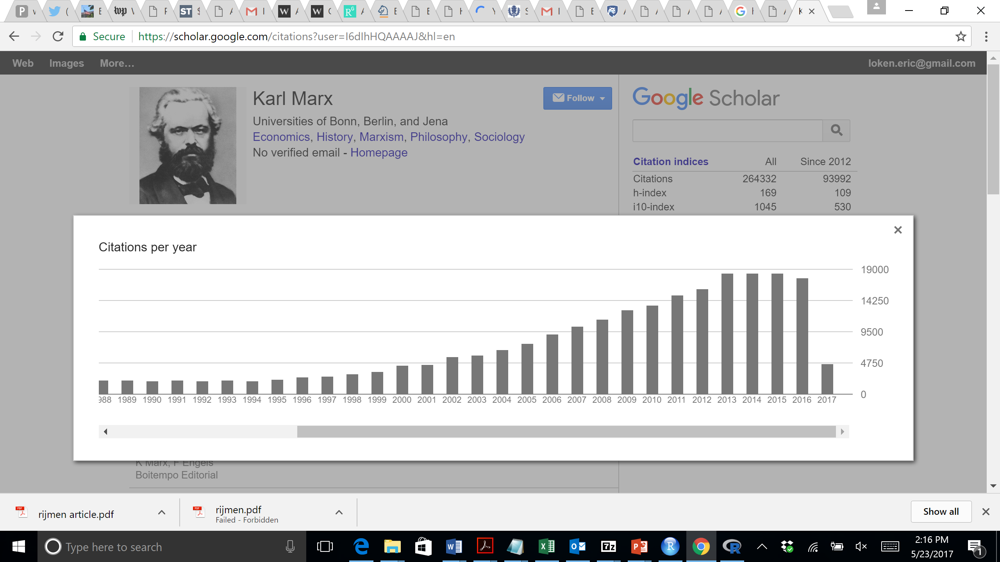 Secure
https://scholar.google.com/citations?user=I6dIhHQAAAAJ&hl=en
Web Images More…
loken.eric@gmail.com
Karl Marx
Follow
Universities of Bonn, Berlin, and Jena
Economics, History, Marxism, Philosophy, Sociology
No verified email - Homepage
Google Scholar
Citation indices All Since 2012
Citations 264332 93992
h-index 169 109
i10-index 1045 530
Citations per year
19000
14250
9500
4750
0
988 1989 1990 1991 1992 1993 1994 1995 1996 1997 1998 1999 2000 2001 2002 2003 2004 2005 2006 2007 2008 2009 2010 2011 2012 2013 2014 2015 2016 2017
K Marx, F Engels
Boitempo Editorial
rijmen article.pdf
rijmen.pdf
Failed - Forbidden
Show all
Type here to search
2:16 PM
5/23/2017
1